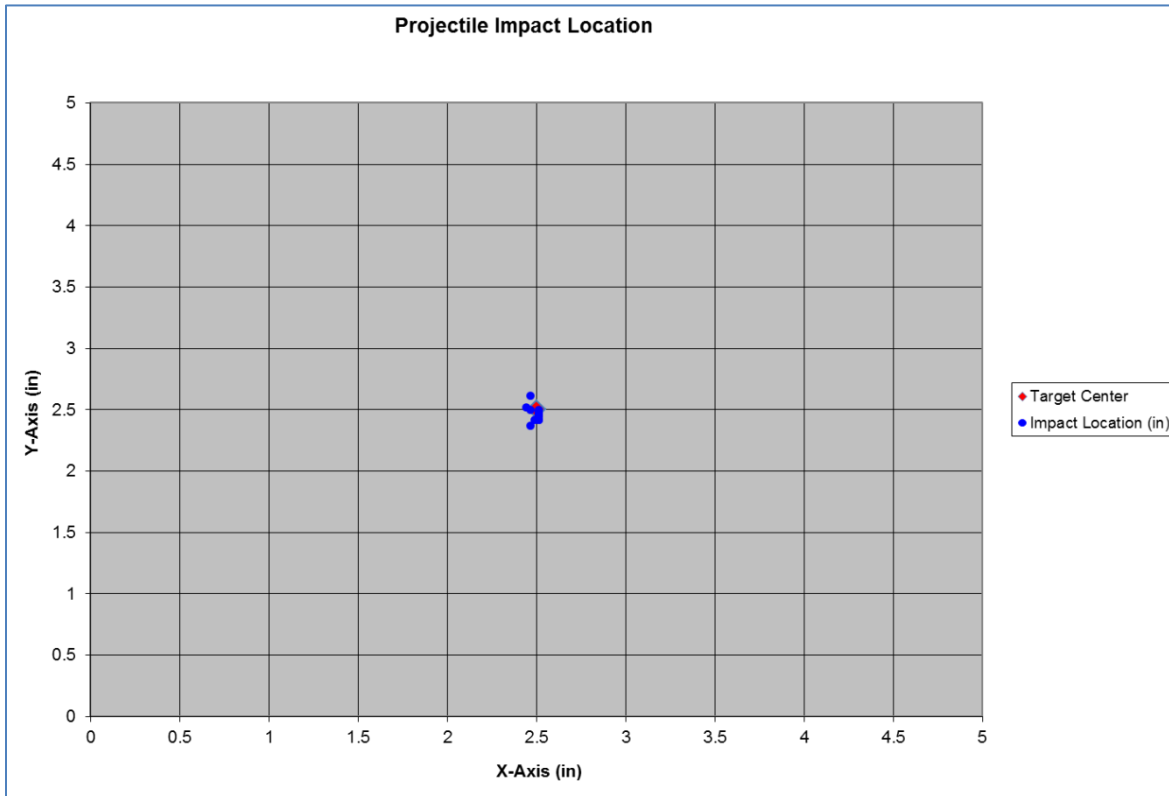 Projectile Impact Location
5
4.5
4
3.5
3
2.5
2
1.5
1
0.5
0
Y-Axis (in)
0 0.5 1 1.5 2 2.5 3 3.5 4 4.5 5
X-Axis (in)
Target Center
Impact Location (in)